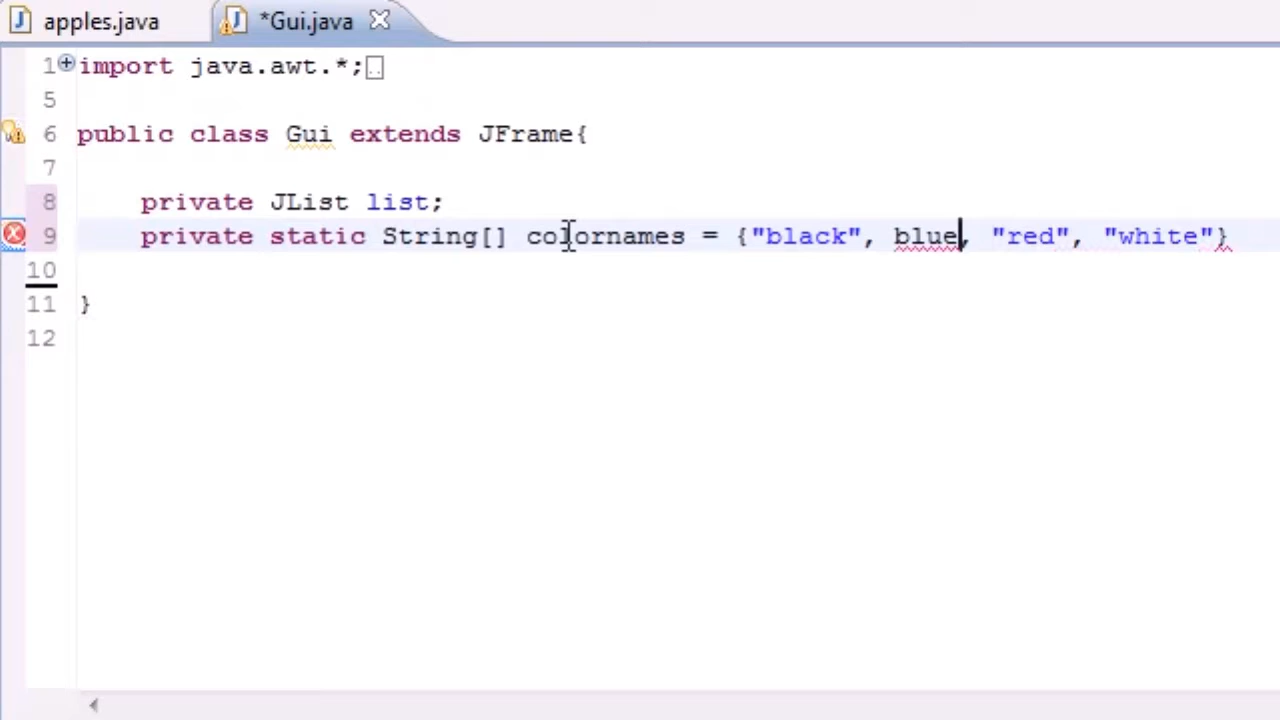 apples.java *Gui.java
1 import java.awt.*;
5
6 public class Gui extends JFrame{
7
8 private JList list;
9 private static String[] colornames = {"black", blue, "red", "white"}
10
11 }
12